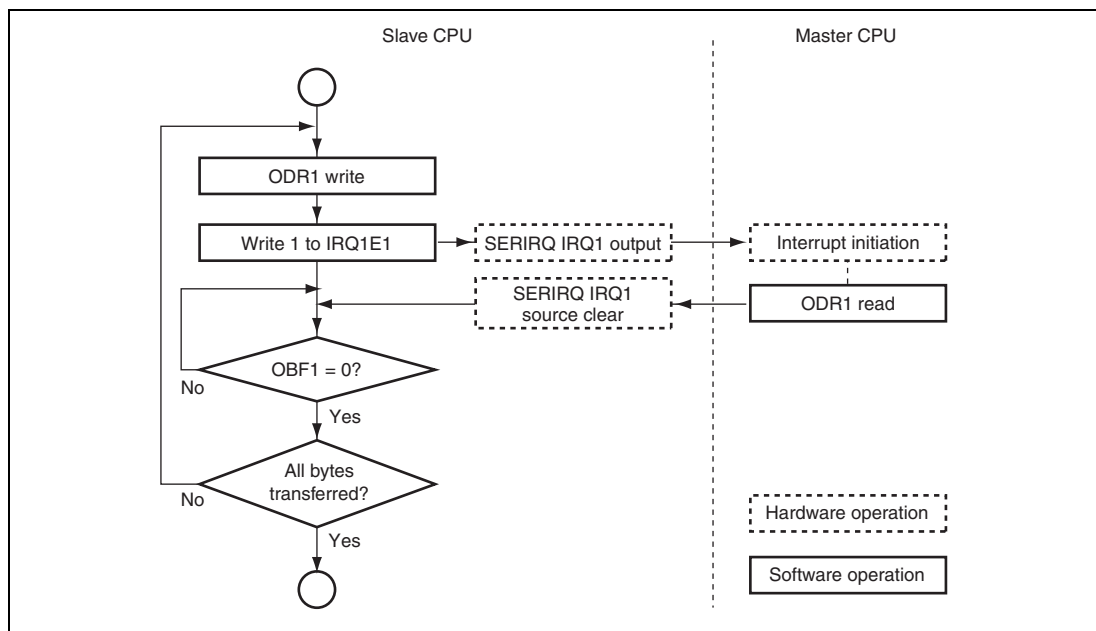 Slave CPU
Master CPU
ODR1 write
Write 1 to IRQ1E1
SERIRQ IRQ1 output
Interrupt initiation
SERIRQ IRQ1
source clear
ODR1 read
OBF1 = 0?
No
Yes
All bytes
transferred?
No
Yes
Hardware operation
Software operation